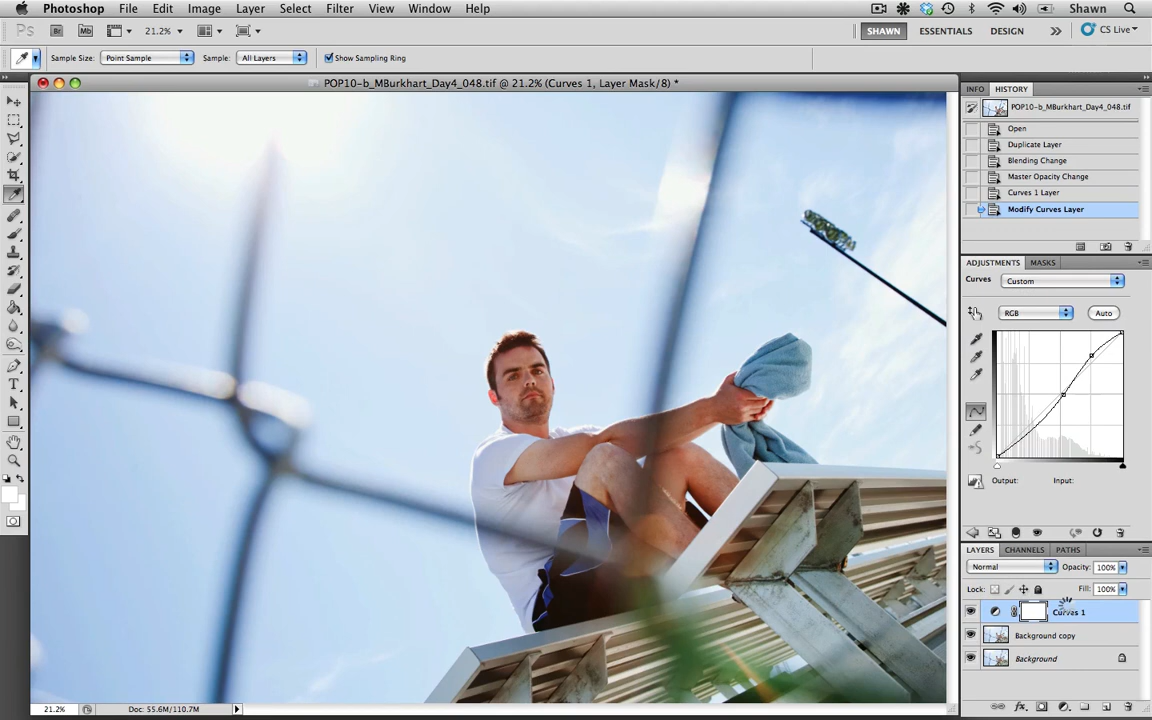 Photoshop File Edit Image Layer Select Filter View Window Help Shawn
Ps Br Mb 21.2% SHAWN ESSENTIALS DESIGN CS Live
Sample Size: Point Sample Sample: All Layers Show Sampling Ring
POP10-b_MBurkhart_Day4_048.tif @ 21.2% (Curves 1, Layer Mask/8) *
INFO HISTORY
POP10-b_MBurkhart_Day4_048.tif
Open
Duplicate Layer
Blending Change
Master Opacity Change
Curves 1 Layer
Modify Curves Layer
ADJUSTMENTS MASKS
Curves Custom
RGB Auto
Output: Input:
LAYERS CHANNELS PATHS
Normal Opacity: 100%
Lock: Fill: 100%
Curves 1
Background copy
Background
21.2% Doc: 55.6M/110.7M